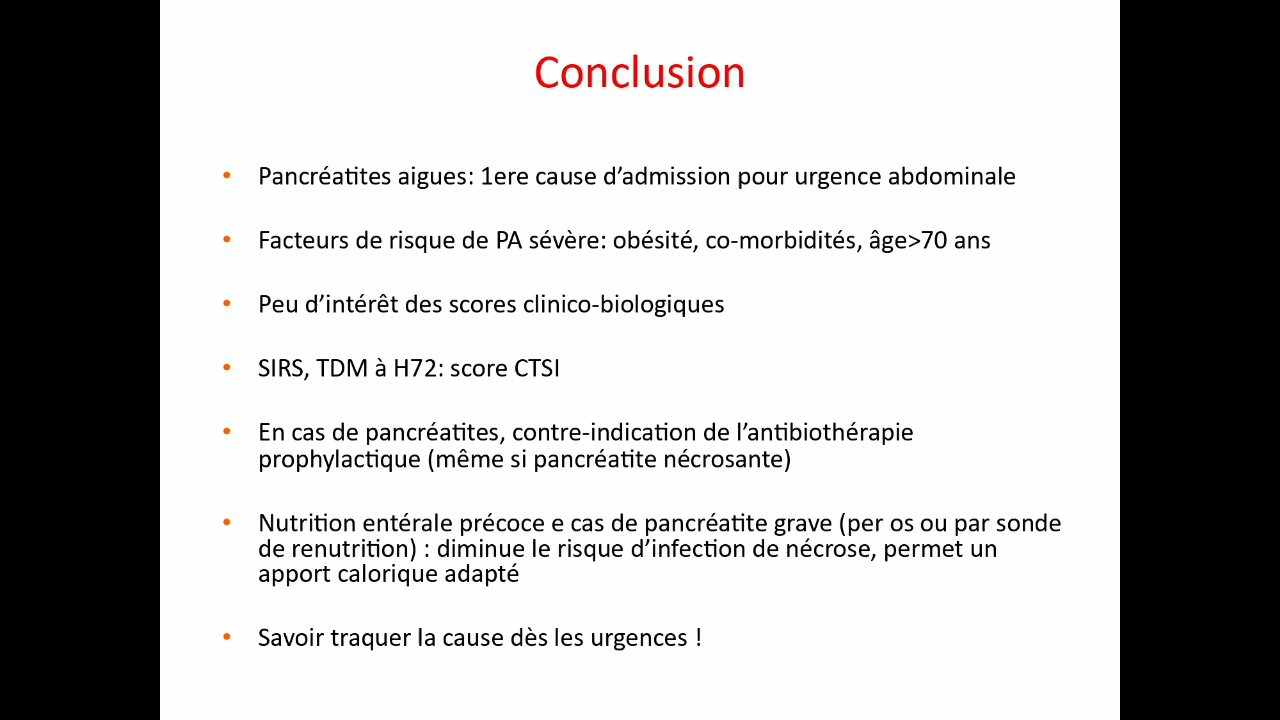 Conclusion
• Pancréatites aigues: 1ere cause d’admission pour urgence abdominale
• Facteurs de risque de PA sévère: obésité, co-morbidités, âge>70 ans
• Peu d’intérêt des scores clinico-biologiques
• SIRS, TDM à H72: score CTSI
• En cas de pancréatites, contre-indication de l’antibiothérapie
prophylactique (même si pancréatite nécrosante)
• Nutrition entérale précoce e cas de pancréatite grave (per os ou par sonde
de renutrition) : diminue le risque d’infection de nécrose, permet un
apport calorique adapté
• Savoir traquer la cause dès les urgences !